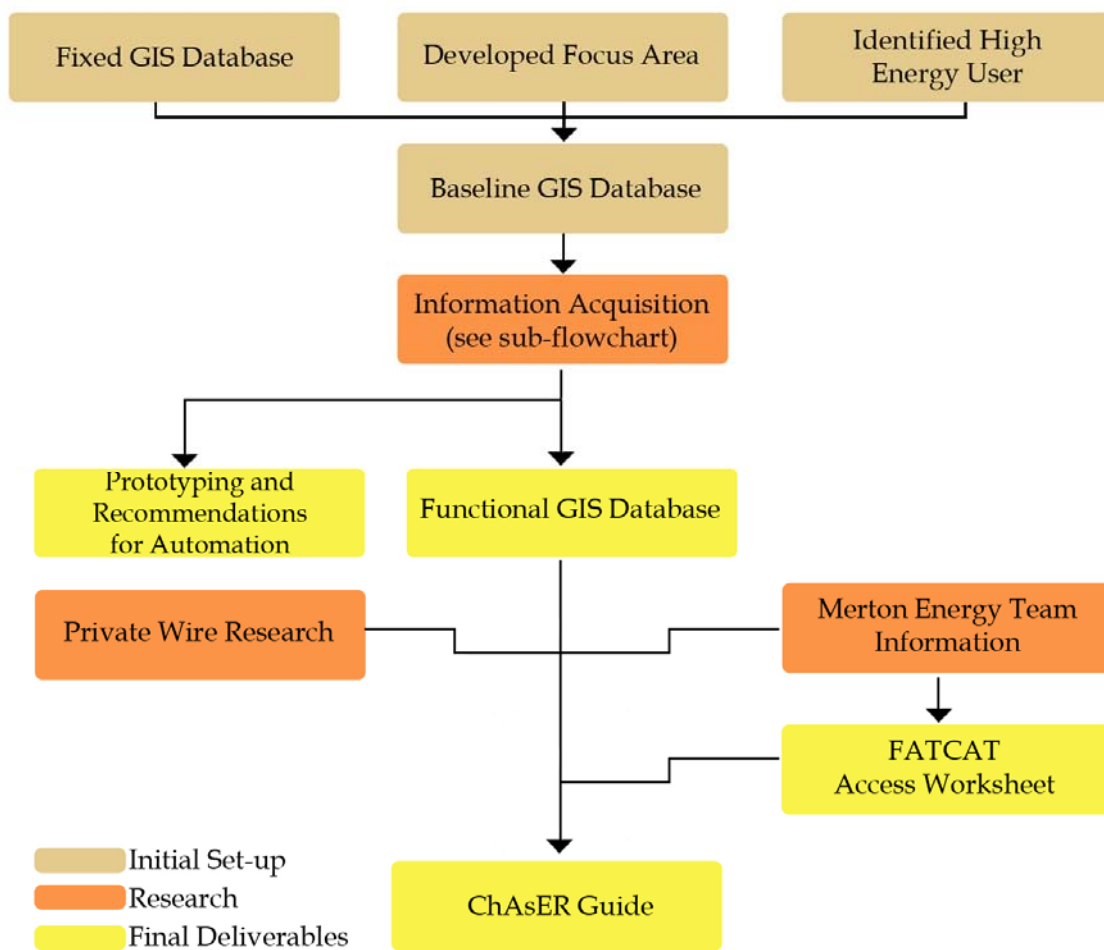 Fixed GIS Database
Developed Focus Area
Identified High
Energy User
Baseline GIS Database
Information Acquisition
(see sub-flowchart)
Prototyping and
Recommendations
for Automation
Functional GIS Database
Private Wire Research
Merton Energy Team
Information
FATCAT
Access Worksheet
ChAsER Guide
Initial Set-up
Research
Final Deliverables